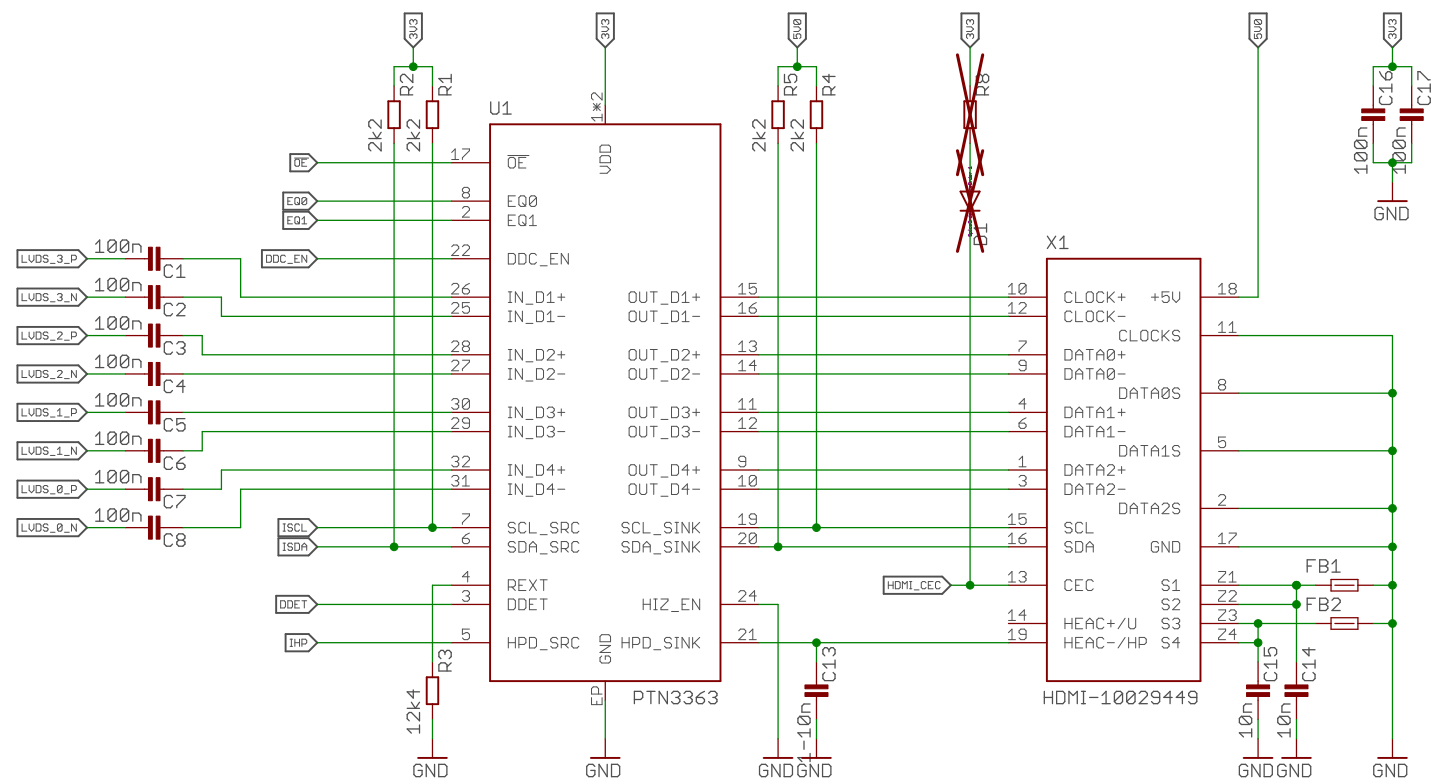 3V3
3V3
5V0
3V3
5V0
3V3
R2
R1
2k2
2k2
U1
1*2
R5
R4
2k2
2k2
R8
D1
C16
C17
100n
100n
GND
OE
17
OE
VDD
EQ0
8
EQ0
EQ1
2
EQ1
DDC_EN
22
DDC_EN
X1
LVDS_3_P
100n
C1
LVDS_3_N
100n
C2
LVDS_2_P
100n
C3
LVDS_2_N
100n
C4
LVDS_1_P
100n
C5
LVDS_1_N
100n
C6
LVDS_0_P
100n
C7
LVDS_0_N
100n
C8
26 IN_D1+ OUT_D1+ 15 10 CLOCK+ +5V 18
25 IN_D1- OUT_D1- 16 12 CLOCK-
CLOCKS 11
28 IN_D2+ OUT_D2+ 13 7 DATA0+
27 IN_D2- OUT_D2- 14 9 DATA0-
DATA0S 8
30 IN_D3+ OUT_D3+ 11 4 DATA1+
29 IN_D3- OUT_D3- 12 6 DATA1-
DATA1S 5
32 IN_D4+ OUT_D4+ 9 1 DATA2+
31 IN_D4- OUT_D4- 10 3 DATA2-
DATA2S 2
ISCL 7 SCL_SRC SCL_SINK 19 15 SCL
ISDA 6 SDA_SRC SDA_SINK 20 16 SDA GND 17
4 REXT HDMI_CEC 13 CEC S1 Z1 FB1
DDET 3 DDET HIZ_EN 24 S2 Z2
14 HEAC+/U S3 Z3 FB2
IHP 5 HPD_SRC GND HPD_SINK 21 19 HEAC-/HP S4 Z4
R3
12k4
EP
PTN3363
C13
-10n
HDMI-10029449
C15
10n
C14
10n
GND
GND
GND
GND
GND
GND
GND